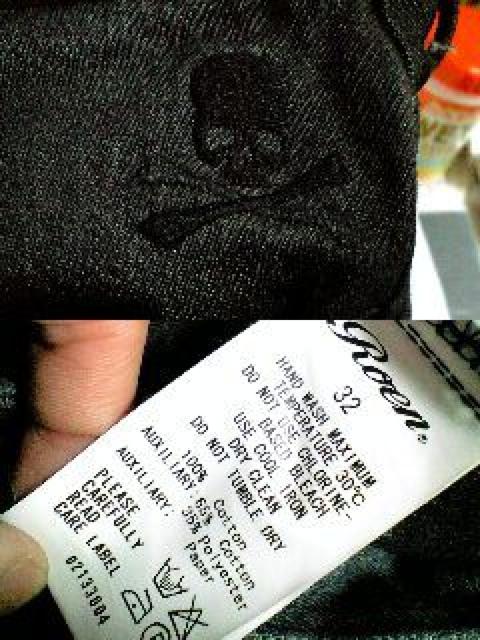 Roen
32
HAND WASH MAXIMUM
TEMPERATURE 30°C
DO NOT USE CHLORINE-
BASED BLEACH
USE COOL IRON
DRY CLEAN
DO NOT TUMBLE DRY
100% Cotton
AUXILIARY: 65% Cotton
35% Polyester
AUXILIARY: Paper
PLEASE
CAREFULLY
READ
CARE LABEL
02133004